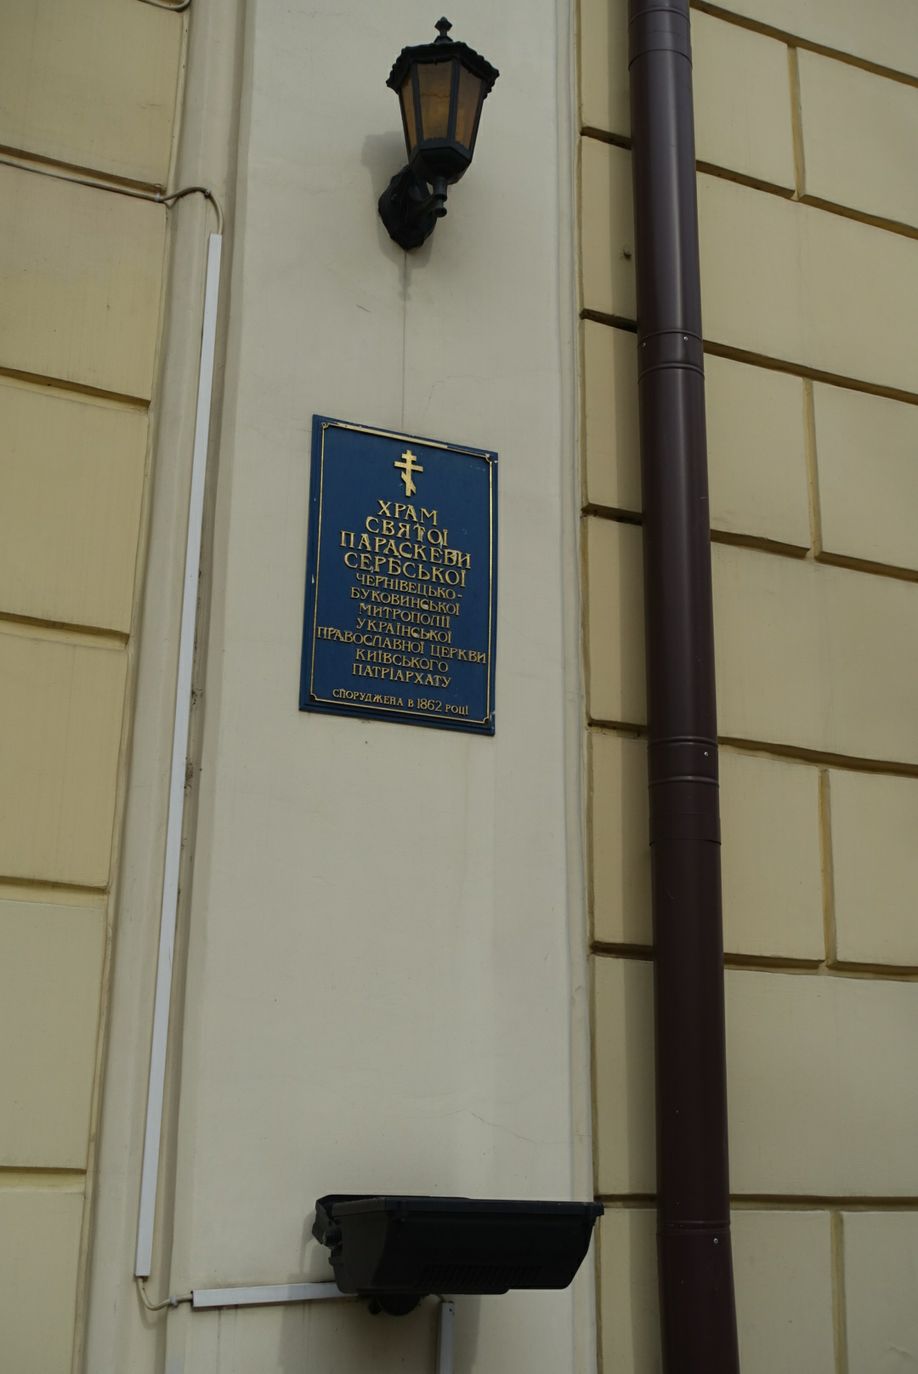 ХРАМ
СВЯТОЇ
ПАРАСКЕВИ
СЕРБСЬКОЇ
ЧЕРНІВЕЦЬКО-
БУКОВИНСЬКОЇ
МИТРОПОЛІЇ
УКРАЇНСЬКОЇ
ПРАВОСЛАВНОЇ ЦЕРКВИ
КИЇВСЬКОГО
ПАТРІАРХАТУ
СПОРУДЖЕНА В 1862 РОЦІ